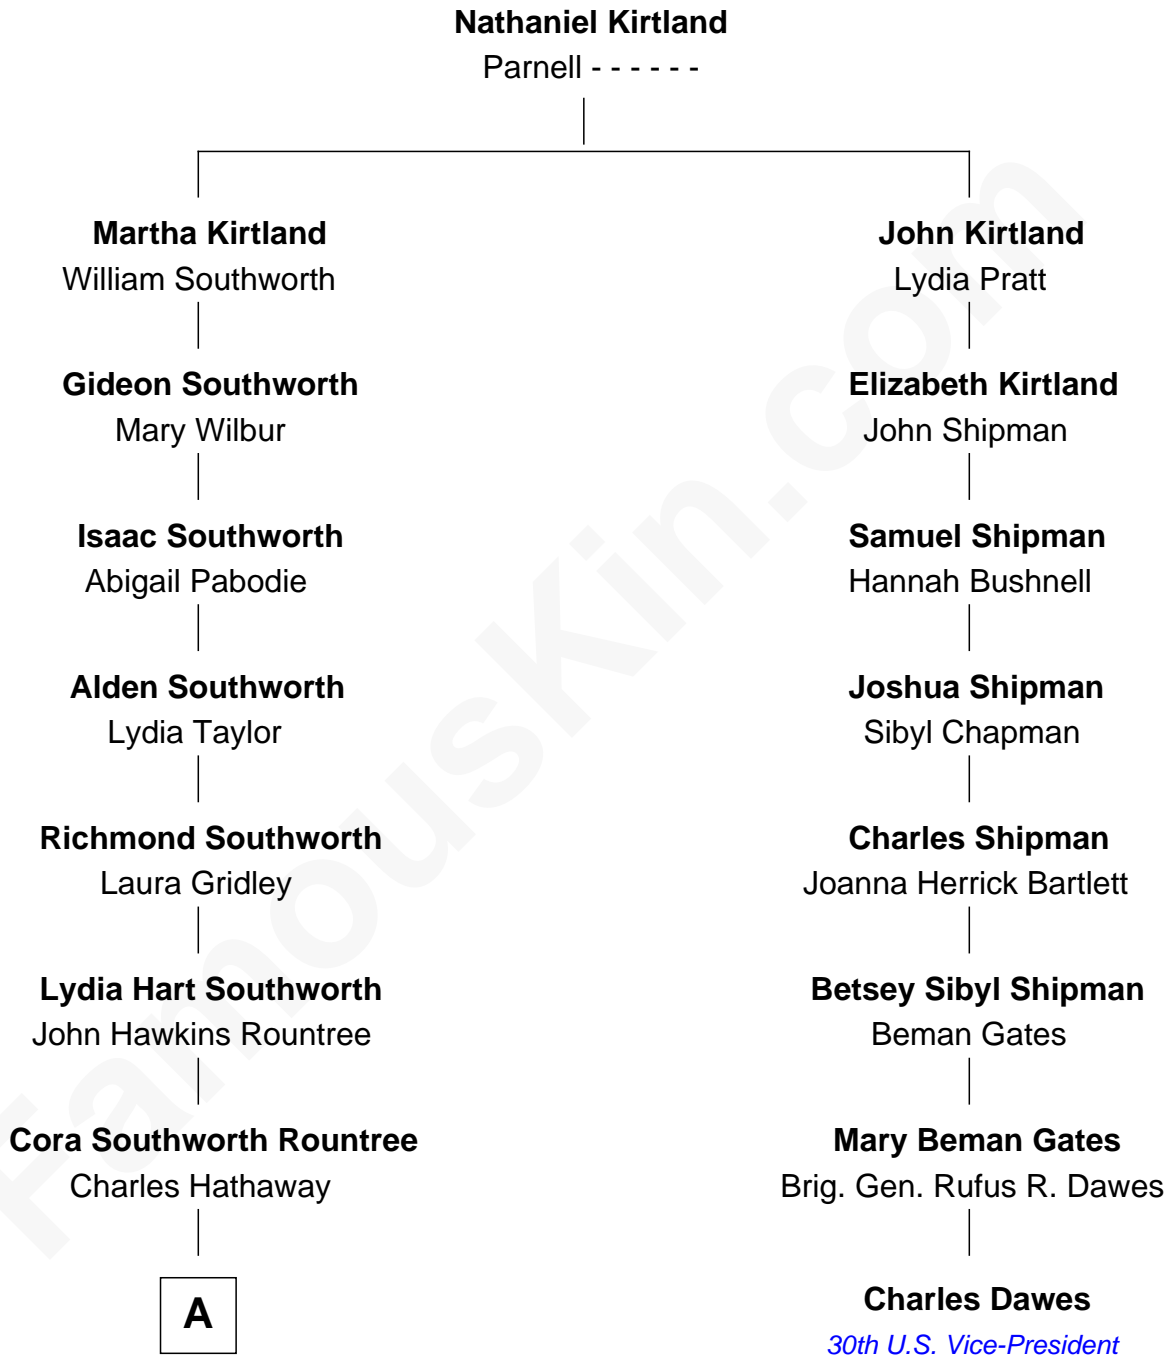 Nathaniel Kirtland
Parnell - - - - - -
Martha Kirtland
William Southworth
John Kirtland
Lydia Pratt
Gideon Southworth
Mary Wilbur
Elizabeth Kirtland
John Shipman
Isaac Southworth
Abigail Pabodie
Samuel Shipman
Hannah Bushnell
Alden Southworth
Lydia Taylor
Joshua Shipman
Sibyl Chapman
Richmond Southworth
Laura Gridley
Charles Shipman
Joanna Herrick Bartlett
Lydia Hart Southworth
John Hawkins Rountree
Betsey Sibyl Shipman
Beman Gates
Cora Southworth Rountree
Charles Hathaway
Mary Beman Gates
Brig. Gen. Rufus R. Dawes
A
Charles Dawes
30th U.S. Vice-President
FamousKin.com